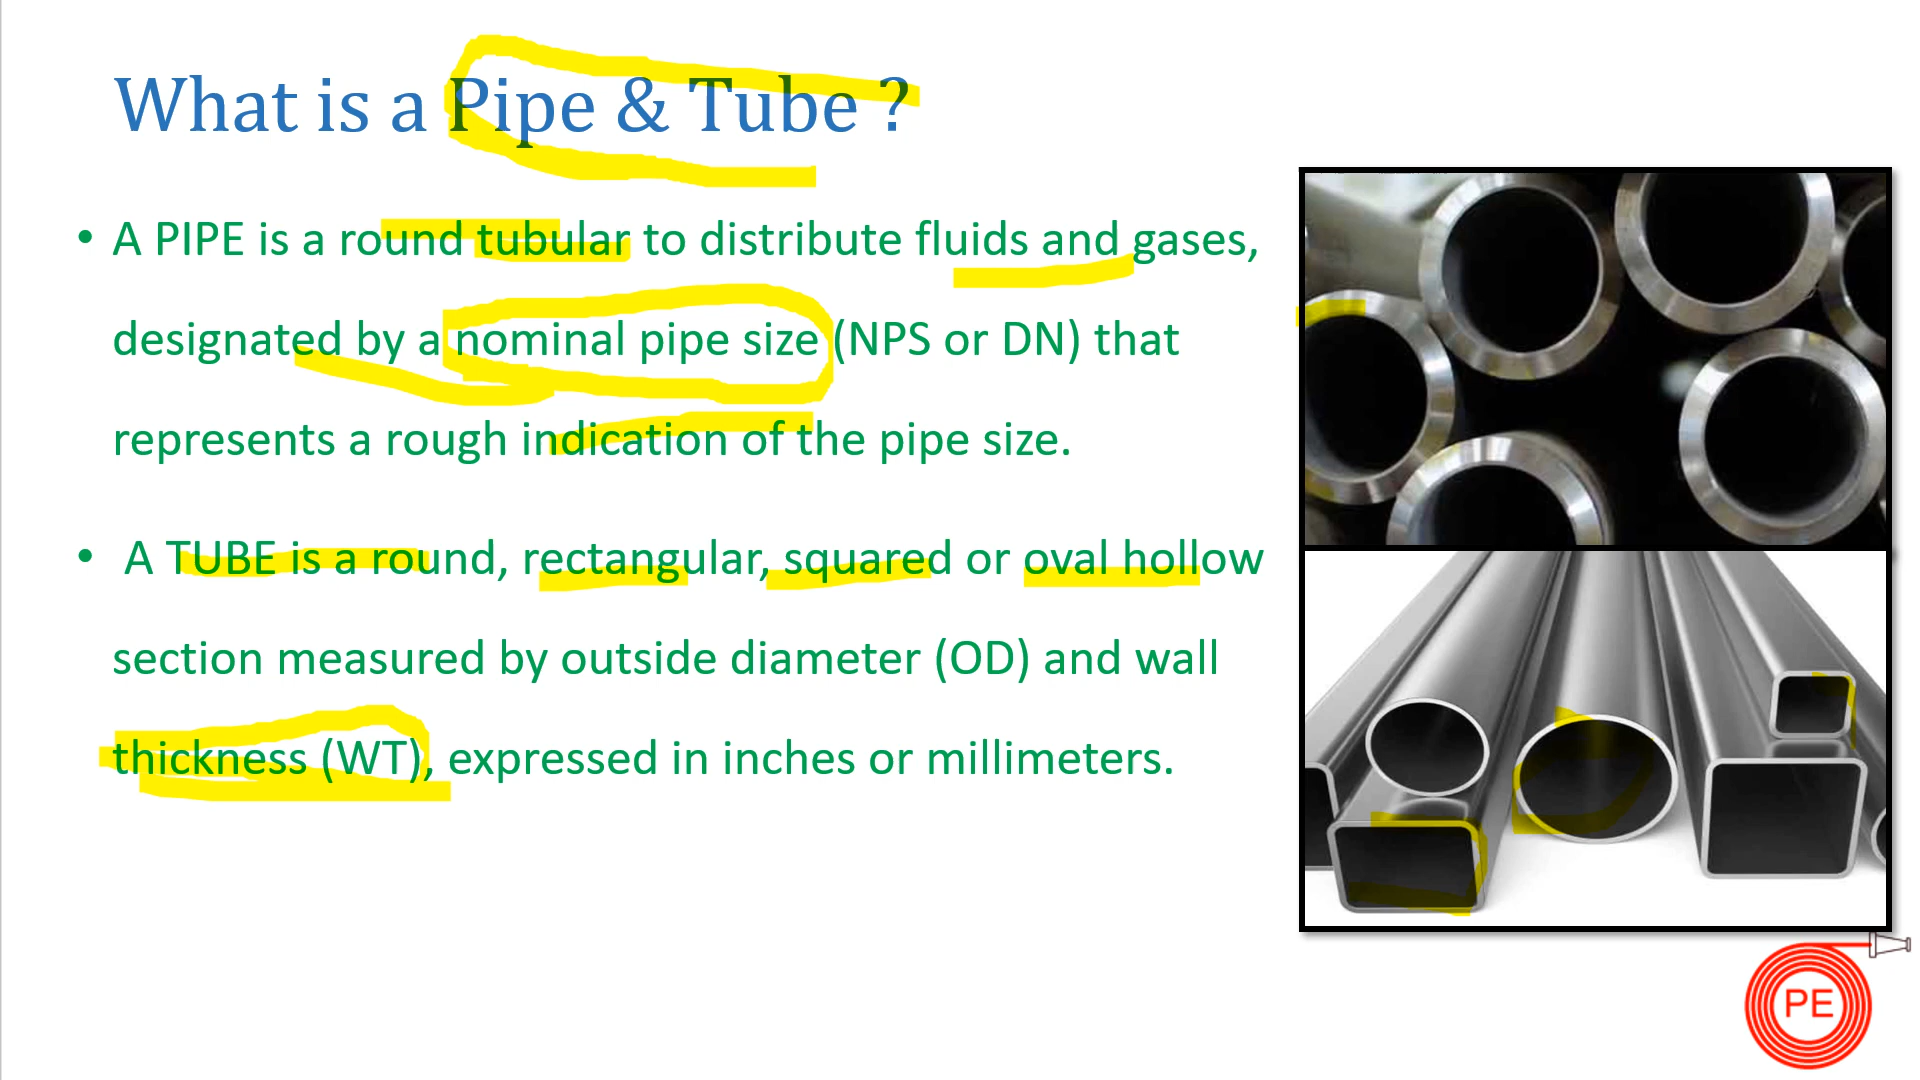 What is a Pipe & Tube ?
• A PIPE is a round tubular to distribute fluids and gases,
designated by a nominal pipe size (NPS or DN) that
represents a rough indication of the pipe size.
• A TUBE is a round, rectangular, squared or oval hollow
section measured by outside diameter (OD) and wall
thickness (WT), expressed in inches or millimeters.
PE